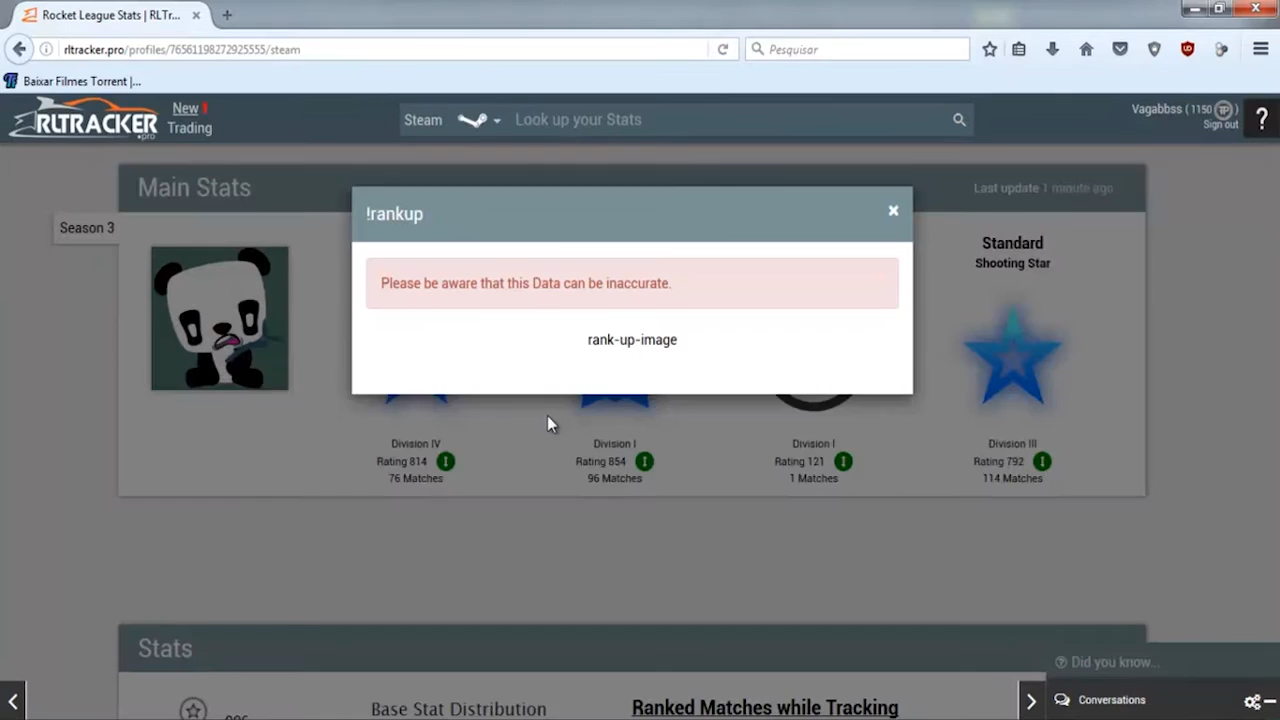 Rocket League Stats | RLTr...
rltracker.pro/profiles/76561198272925555/steam
Pesquisar
Baixar Filmes Torrent |...
RLTRACKER
.pro
New !
Trading
Steam
Look up your Stats
Vagabbss ( 1150 )
Sign out
?
Main Stats
Last update 1 minute ago
Season 3
!rankup
Please be aware that this Data can be inaccurate.
rank-up-image
Standard
Shooting Star
Division IV
Rating 814
76 Matches
Division I
Rating 854
96 Matches
Division I
Rating 121
1 Matches
Division III
Rating 792
114 Matches
Stats
Base Stat Distribution
Ranked Matches while Tracking
Did you know...
Conversations